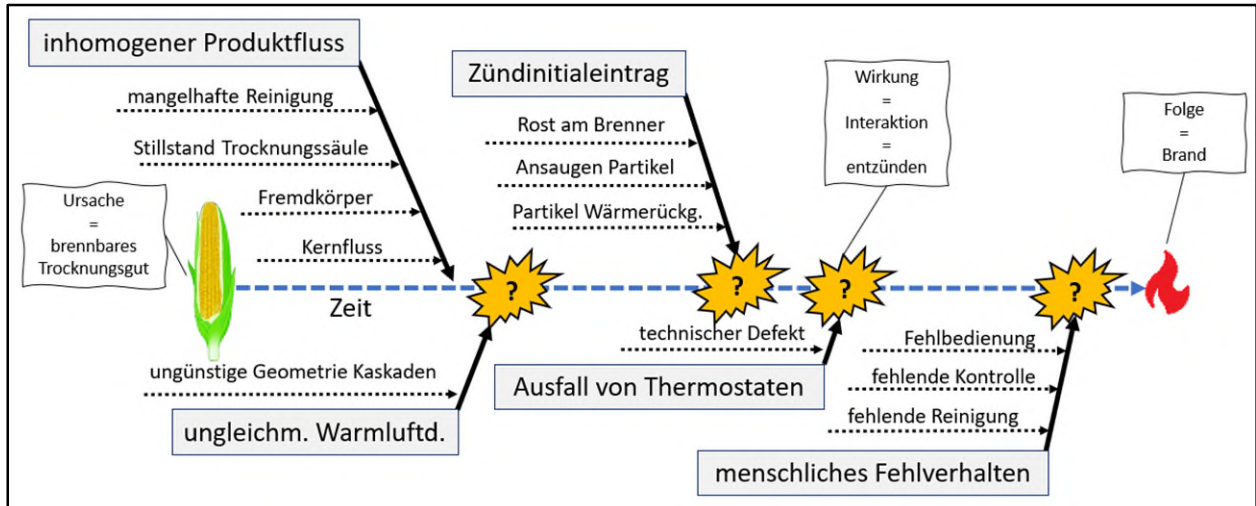 inhomogener Produktfluss
mangelhafte Reinigung
Stillstand Trocknungssäule
Fremdkörper
Kernfluss
Ursache
=
brennbares
Trocknungsgut
Zeit
ungünstige Geometrie Kaskaden
ungleichm. Warmluftd.
?
Zündinitialeintrag
Rost am Brenner
Ansaugen Partikel
Partikel Wärmerückg.
?
Wirkung
=
Interaktion
=
entzünden
?
technischer Defekt
Ausfall von Thermostaten
?
Fehlbedienung
fehlende Kontrolle
fehlende Reinigung
menschliches Fehlverhalten
Folge
=
Brand